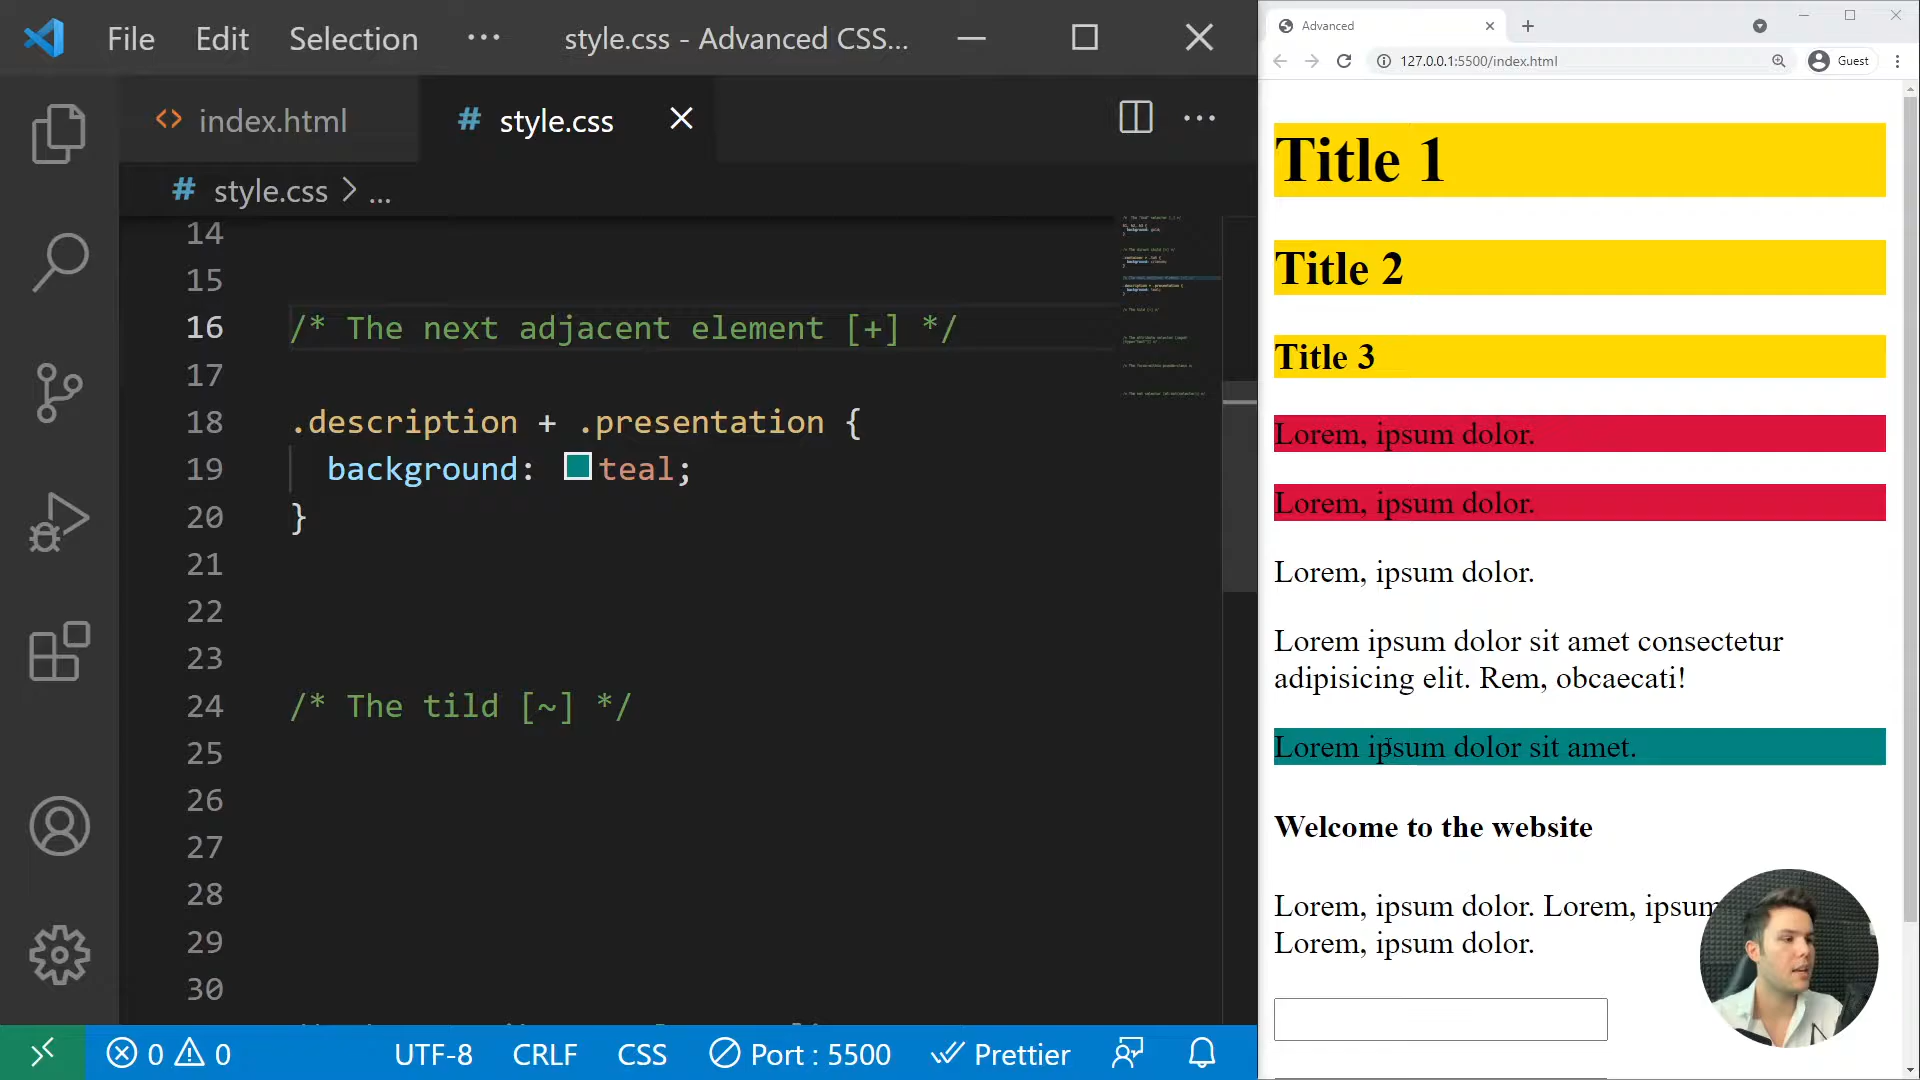 File Edit Selection ··· style.css - Advanced CSS...
index.html
style.css
style.css > ...
14
15
16 /* The next adjacent element [+] */
17
18 .description + .presentation {
19 background: teal;
20 }
21
22
23
24 /* The tild [~] */
25
26
27
28
29
30
0 0 UTF-8 CRLF CSS Port : 5500 Prettier
Advanced
127.0.0.1:5500/index.html
Guest
Title 1
Title 2
Title 3
Lorem, ipsum dolor.
Lorem, ipsum dolor.
Lorem, ipsum dolor.
Lorem ipsum dolor sit amet consectetur
adipisicing elit. Rem, obcaecati!
Lorem ipsum dolor sit amet.
Welcome to the website
Lorem, ipsum dolor. Lorem, ipsum
Lorem, ipsum dolor.